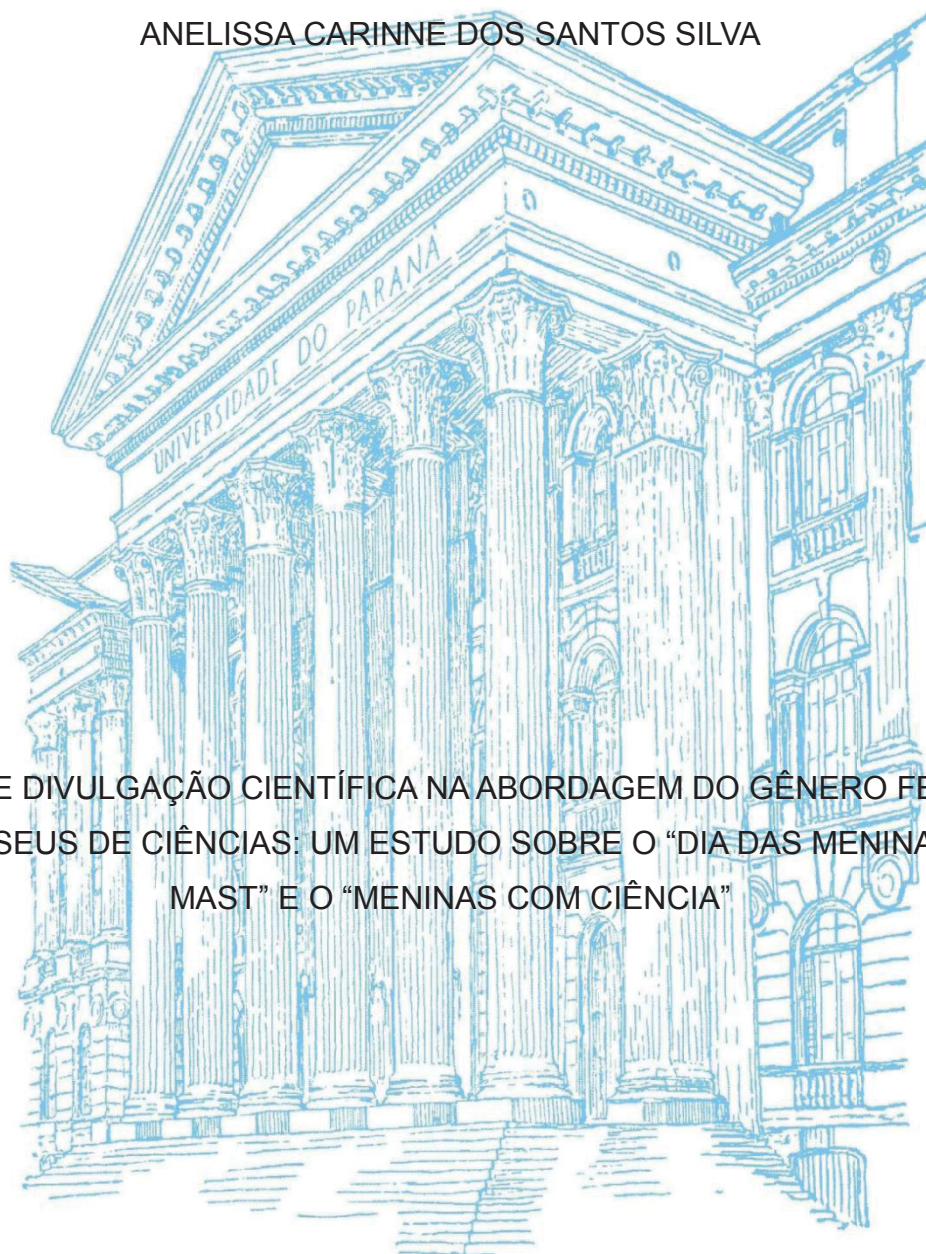 ANELISSA CARINNE DOS SANTOS SILVA
UNIVERSIDADE DO PARANÁ
E DIVULGAÇÃO CIENTÍFICA NA ABORDAGEM DO GÊNERO FE
SEUS DE CIÊNCIAS: UM ESTUDO SOBRE O “DIA DAS MENINA
MAST” E O “MENINAS COM CIÊNCIA”